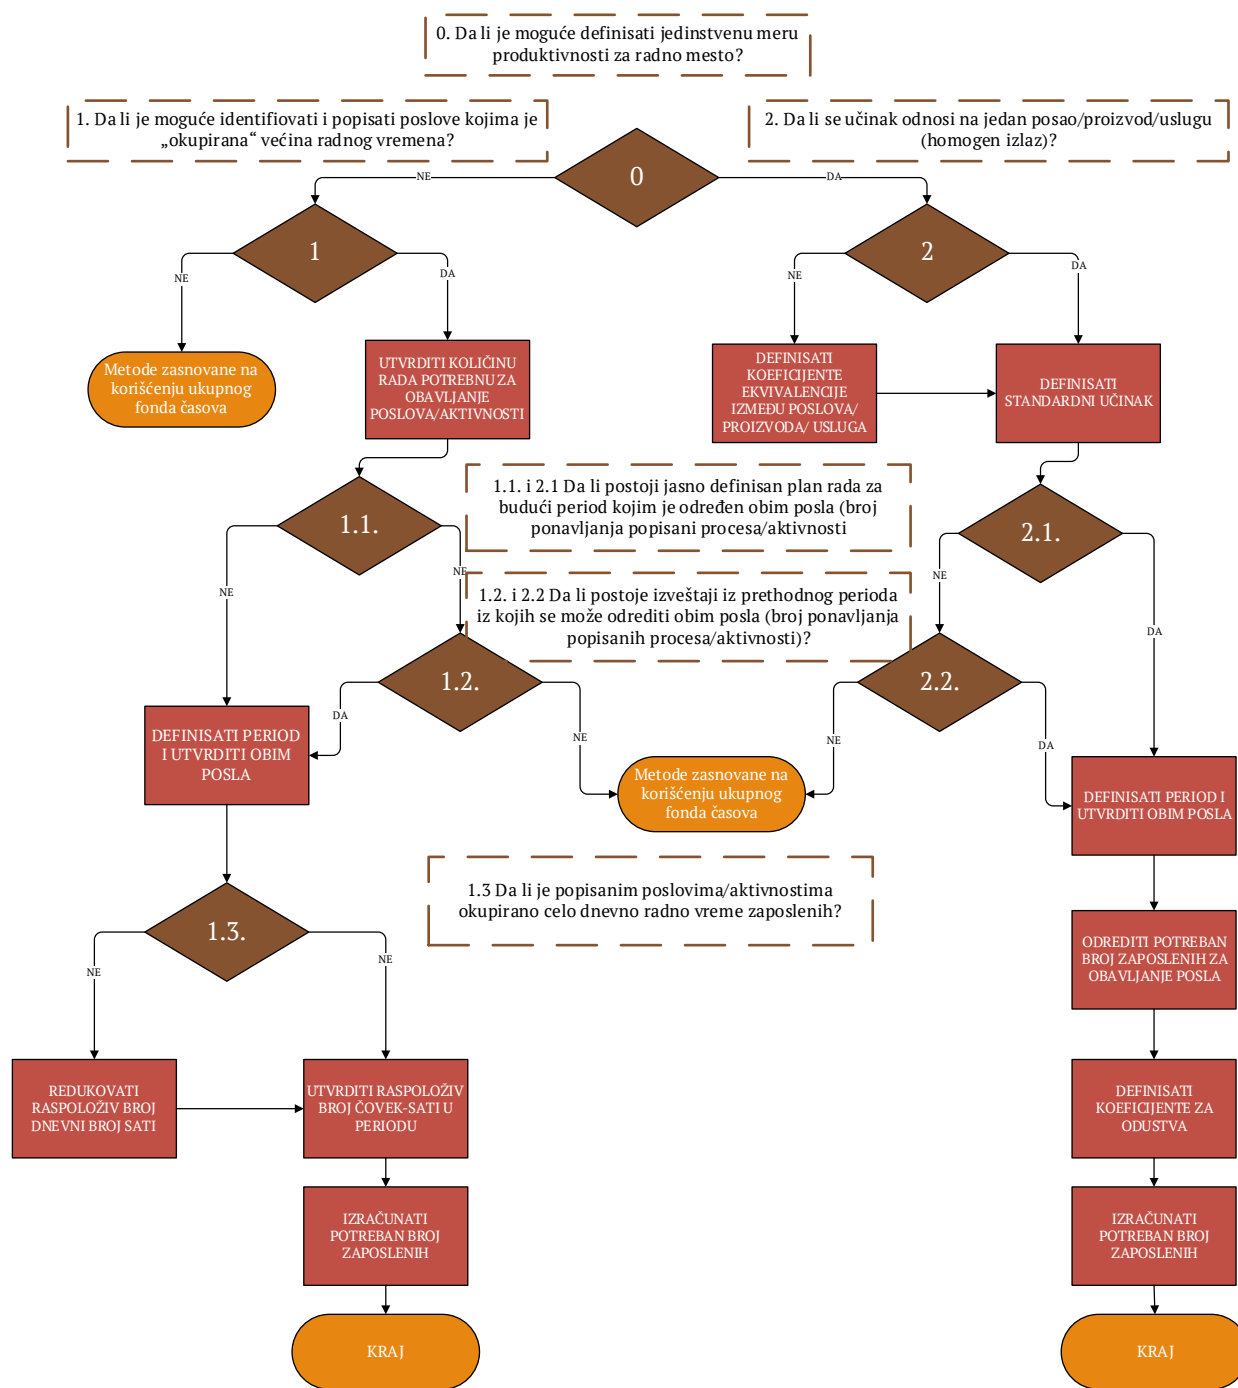 0. Da li je moguće definisati jedinstvenu meru
produktivnosti za radno mesto?
1. Da li je moguće identifiovati i popisati poslove kojima je
„okupirana“ većina radnog vremena?
2. Da li se učinak odnosi na jedan posao/proizvod/uslugu
(homogen izlaz)?
0
NE
DA
1
2
NE
DA
NE
DA
Metode zasnovane na
korišćenju ukupnog
fonda časova
UTVRDITI KOLIČINU
RADA POTREBNU ZA
OBAVLJANJE
POSLOVA/AKTIVNOSTI
DEFINISATI
KOEFICIJENTE
EKVIVALENCIJE
IZMEĐU POSLOVA/
PROIZVODA/ USLUGA
DEFINISATI
STANDARDNI UČINAK
1.1. i 2.1 Da li postoji jasno definisan plan rada za
budući period kojim je određen obim posla (broj
ponavljanja popisani procesa/aktivnosti
1.1.
2.1.
NE
NE
NE
DA
1.2. i 2.2 Da li postoje izveštaji iz prethodnog perioda
iz kojih se može odrediti obim posla (broj ponavljanja
popisanih procesa/aktivnosti)?
1.2.
2.2.
DA
NE
NE
DA
DEFINISATI PERIOD
I UTVRDITI OBIM
POSLA
Metode zasnovane na
korišćenju ukupnog
fonda časova
DEFINISATI PERIOD I
UTVRDITI OBIM POSLA
1.3 Da li je popisanim poslovima/aktivnostima
okupirano celo dnevno radno vreme zaposlenih?
1.3.
NE
NE
ODREDITI POTREBAN
BROJ ZAPOSLENIH ZA
OBAVLJANJE POSLA
REDUKOVATI
RASPOLOŽIV BROJ
DNEVNI BROJ SATI
UTVRDITI RASPOLOŽIV
BROJ ČOVEK-SATI U
PERIODU
DEFINISATI
KOEFICIJENTE ZA
ODUSTVA
IZRAČUNATI
POTREBAN BROJ
ZAPOSLENIH
IZRAČUNATI
POTREBAN BROJ
ZAPOSLENIH
KRAJ
KRAJ